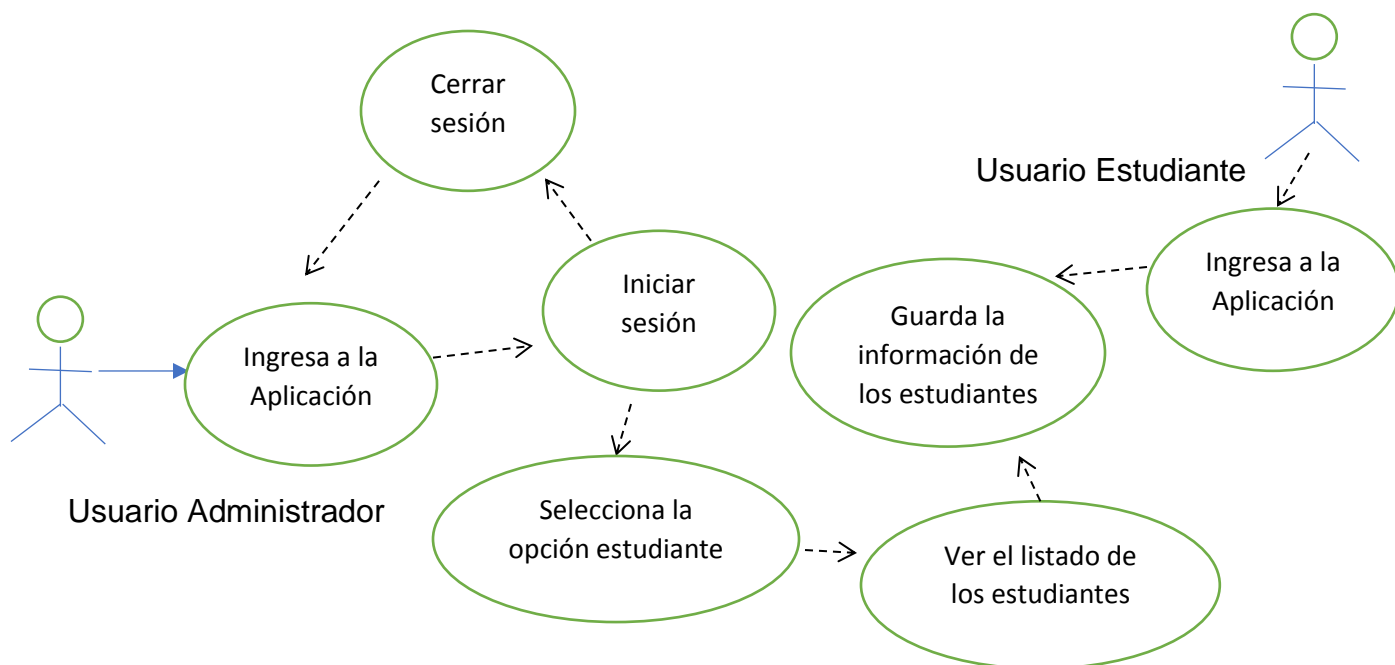 Cerrar
sesión
Usuario Estudiante
Iniciar
sesión
Ingresa a la
Aplicación
Guarda la
información de
los estudiantes
Ingresa a la
Aplicación
Usuario Administrador
Selecciona la
opción estudiante
Ver el listado de
los estudiantes